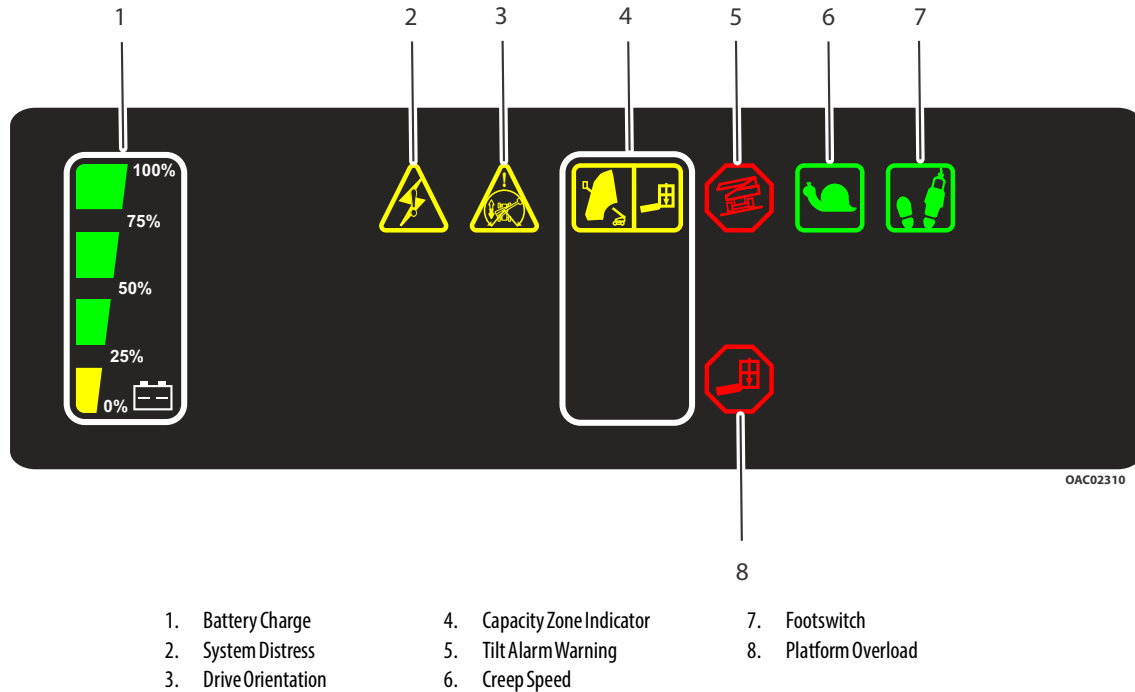 1 2 3 4 5 6 7
100%
75%
50%
25%
0%
OAC02310
8
1. Battery Charge
2. System Distress
3. Drive Orientation
4. Capacity Zone Indicator
5. Tilt Alarm Warning
6. Creep Speed
7. Footswitch
8. Platform Overload